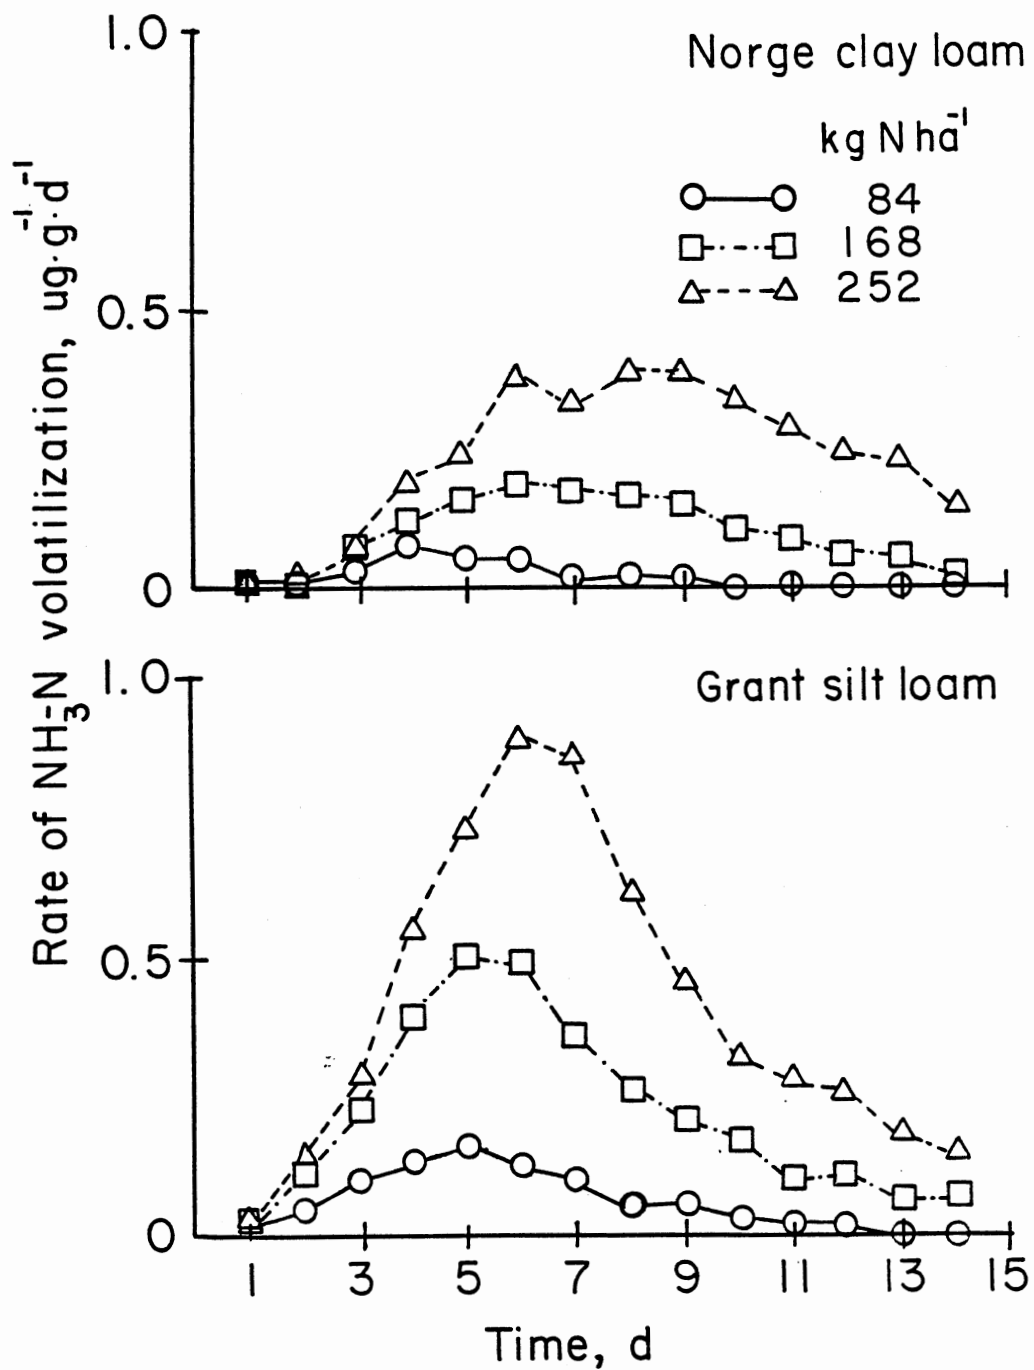 1.0
Norge clay loam
kg N ha⁻¹
84
168
0.5
252
0
Rate of NH₃-N volatilization, ug·g⁻¹·d⁻¹
1.0
Grant silt loam
0.5
0
1 3 5 7 9 11 13 15
Time, d